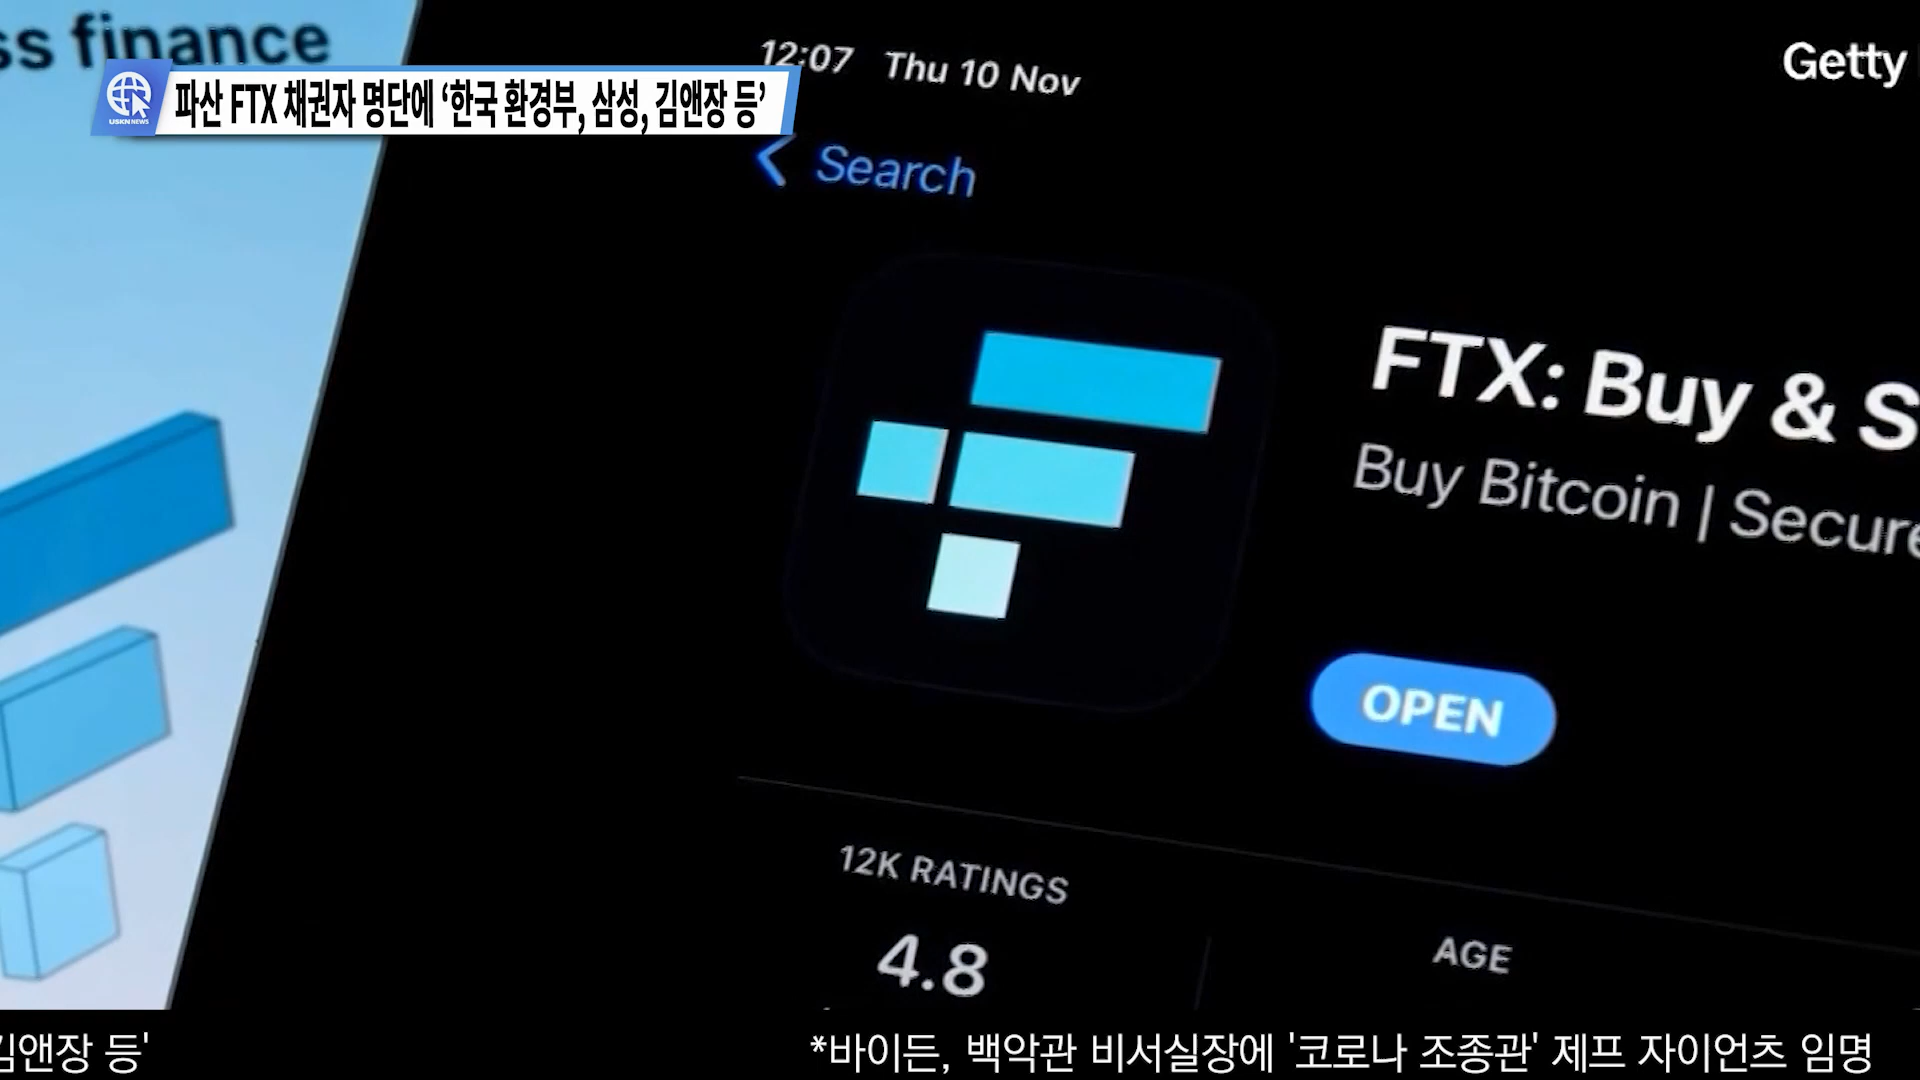 ss finance
12:07 Thu 10 Nov
Getty
USKN NEWS
파산 FTX 채권자 명단에 ‘한국 환경부, 삼성, 김앤장 등’
Search
FTX: Buy & S
Buy Bitcoin | Secure
OPEN
12K RATINGS
4.8
AGE
김앤장 등'
*바이든, 백악관 비서실장에 '코로나 조종관' 제프 자이언츠 임명